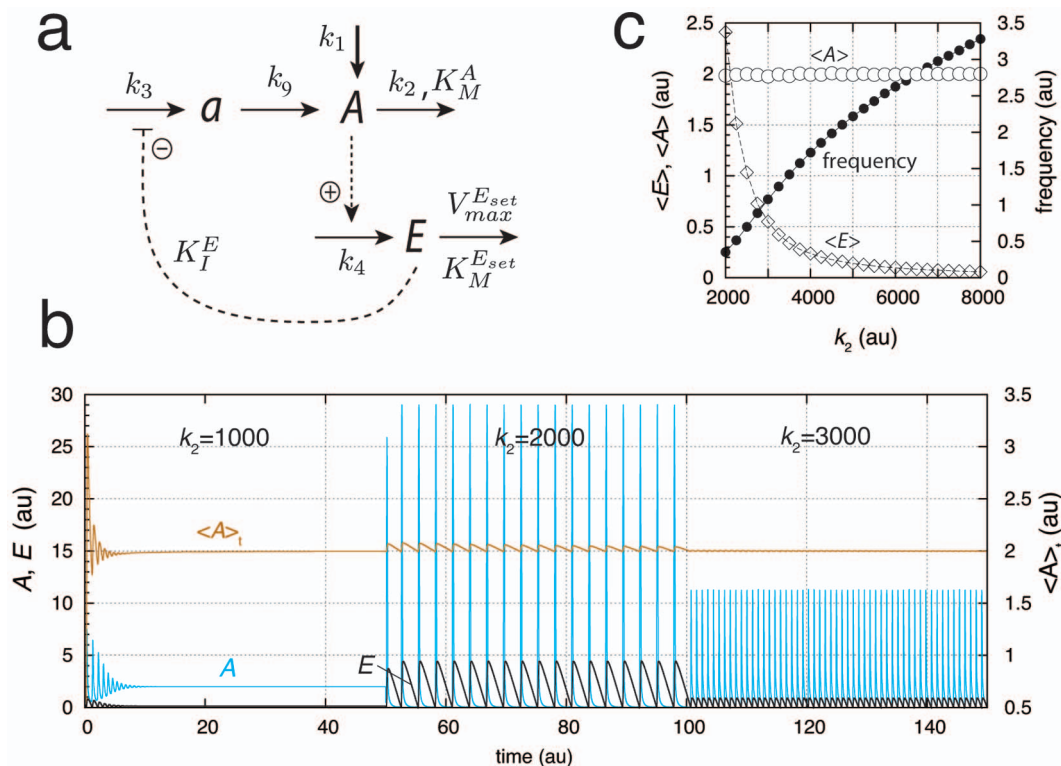 a
k₁
k₃
a
k₉
A
k₂, K_M^A
−
+
k₄
E
V_max^{E_set}
K_M^{E_set}
K_I^E
c
<E>, <A> (au)
2.5
2
1.5
1
0.5
0
<A>
frequency
<E>
3.5
3
2.5
2
1.5
1
0.5
0
frequency (au)
2000 4000 6000 8000
k₂ (au)
b
A, E (au)
30
25
20
15
10
5
0
k₂=1000 k₂=2000 k₂=3000
<A>t
A
E
3.5
3
2.5
2
1.5
1
0.5
<A>t (au)
0 20 40 60 80 100 120 140
time (au)